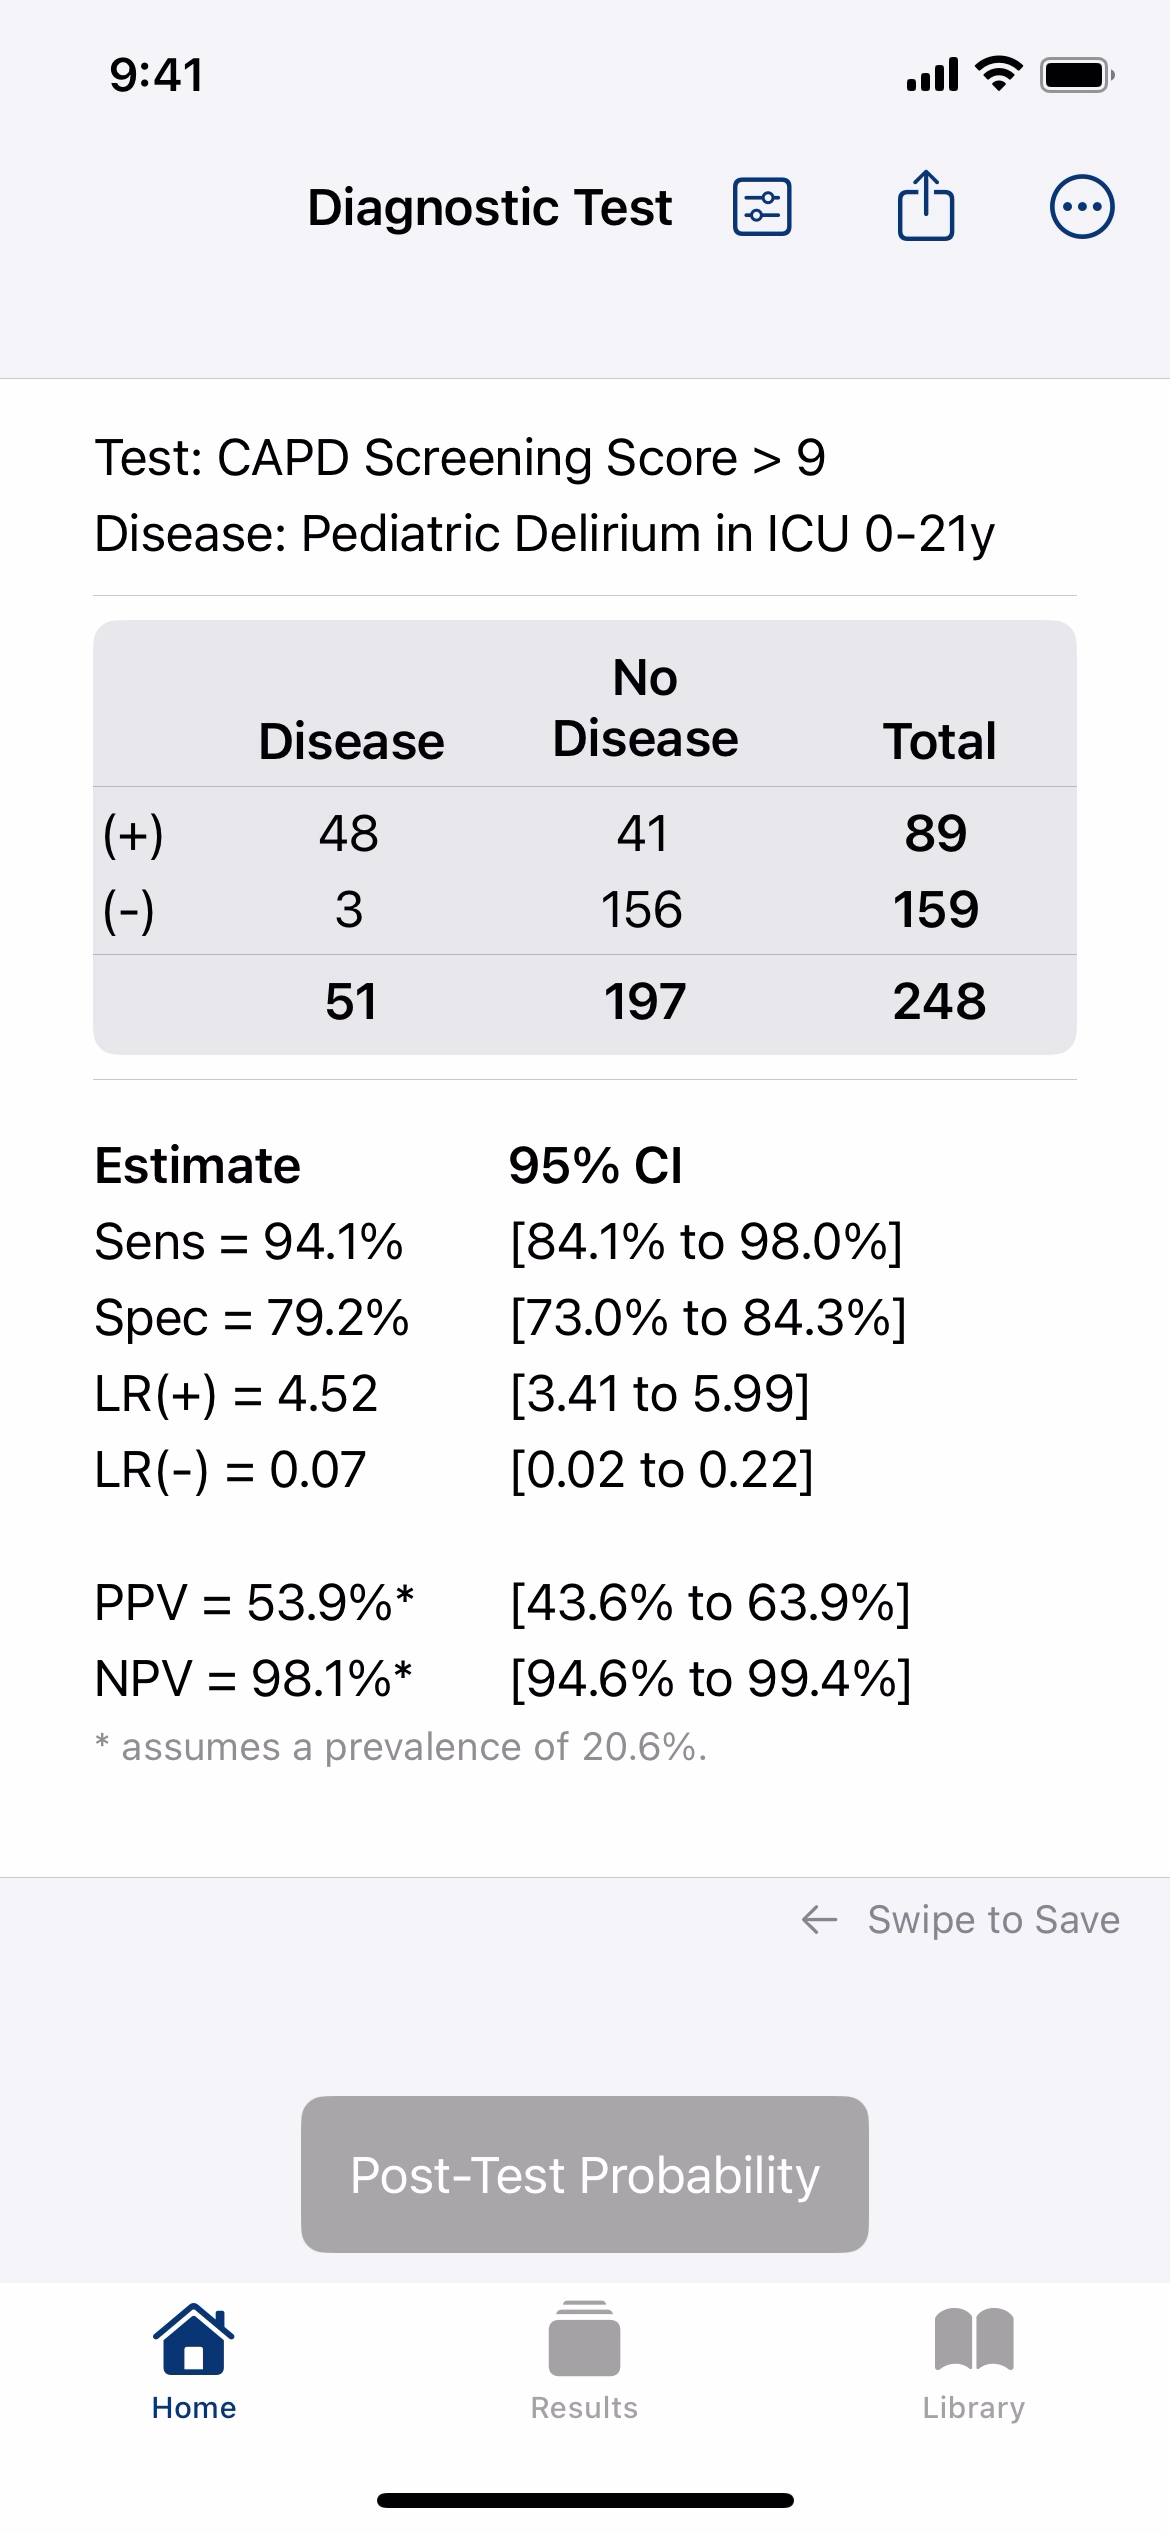 9:41
Diagnostic Test
Test: CAPD Screening Score > 9
Disease: Pediatric Delirium in ICU 0-21y
No
Disease Disease Total
(+) 48 41 89
(-) 3 156 159
51 197 248
Estimate 95% CI
Sens = 94.1% [84.1% to 98.0%]
Spec = 79.2% [73.0% to 84.3%]
LR(+) = 4.52 [3.41 to 5.99]
LR(-) = 0.07 [0.02 to 0.22]
PPV = 53.9%* [43.6% to 63.9%]
NPV = 98.1%* [94.6% to 99.4%]
* assumes a prevalence of 20.6%.
← Swipe to Save
Post-Test Probability
Home Results Library